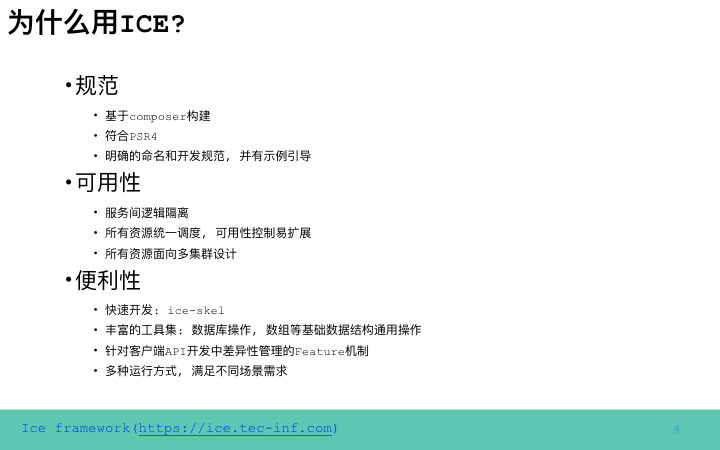 为什么用ICE?
•规范
• 基于composer构建
• 符合PSR4
• 明确的命名和开发规范, 并有示例引导
•可用性
• 服务间逻辑隔离
• 所有资源统一调度, 可用性控制易扩展
• 所有资源面向多集群设计
•便利性
• 快速开发: ice-skel
• 丰富的工具集: 数据库操作, 数组等基础数据结构通用操作
• 针对客户端API开发中差异性管理的Feature机制
• 多种运行方式, 满足不同场景需求
Ice framework(https://ice.tec-inf.com)
4